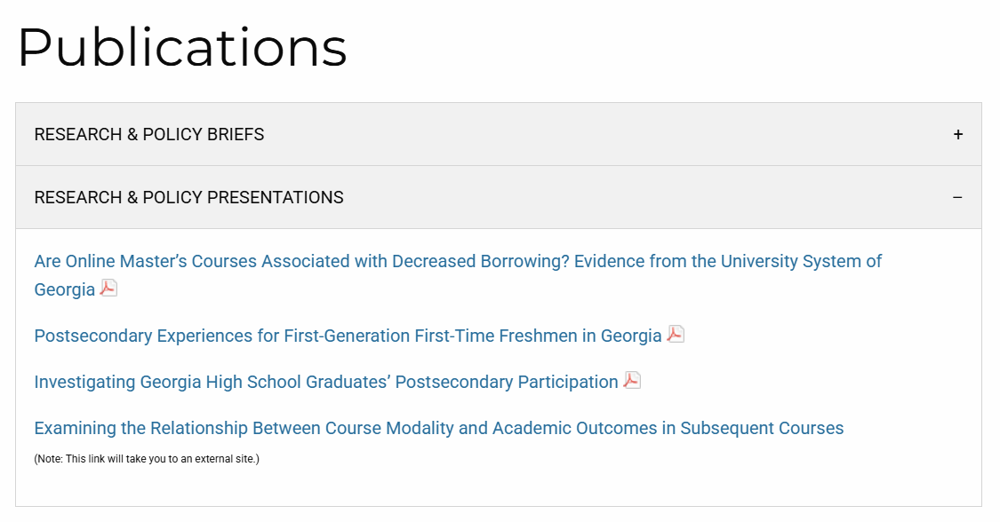 Publications
RESEARCH & POLICY BRIEFS +
RESEARCH & POLICY PRESENTATIONS –
Are Online Master’s Courses Associated with Decreased Borrowing? Evidence from the University System of
Georgia
Postsecondary Experiences for First-Generation First-Time Freshmen in Georgia
Investigating Georgia High School Graduates’ Postsecondary Participation
Examining the Relationship Between Course Modality and Academic Outcomes in Subsequent Courses
(Note: This link will take you to an external site.)